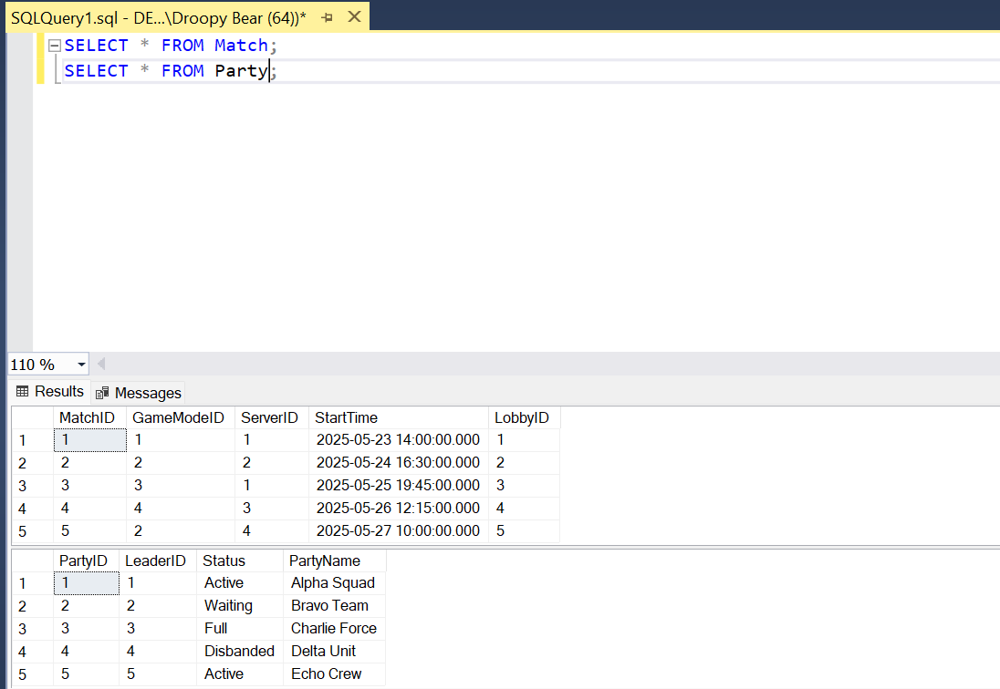 SQLQuery1.sql - DE...\Droopy Bear (64))*
SELECT * FROM Match;
SELECT * FROM Party;
110 %
Results Messages
MatchID GameModeID ServerID StartTime LobbyID
1 1 1 1 2025-05-23 14:00:00.000 1
2 2 2 2 2025-05-24 16:30:00.000 2
3 3 3 1 2025-05-25 19:45:00.000 3
4 4 4 3 2025-05-26 12:15:00.000 4
5 5 2 4 2025-05-27 10:00:00.000 5
PartyID LeaderID Status PartyName
1 1 1 Active Alpha Squad
2 2 2 Waiting Bravo Team
3 3 3 Full Charlie Force
4 4 4 Disbanded Delta Unit
5 5 5 Active Echo Crew